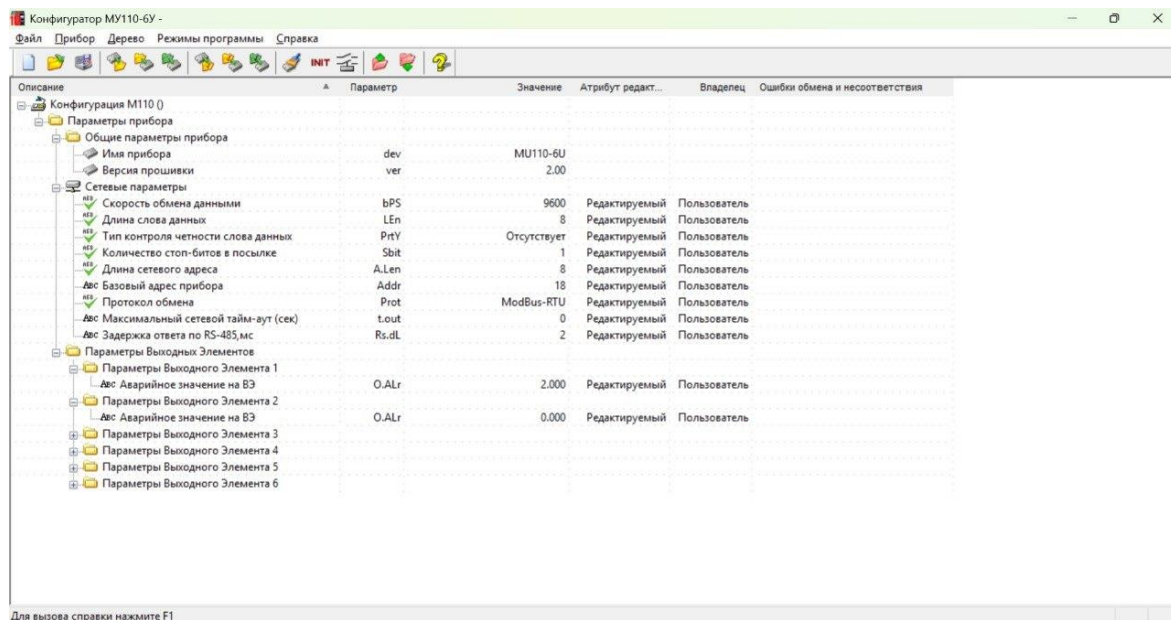 Конфигуратор МУ110-6У -
Файл Прибор Дерево Режимы программы Справка
INIT
Описание Параметр Значение Атрибут редакт... Владелец Ошибки обмена и несоответствия
Конфигурация М110 ()
Параметры прибора
Общие параметры прибора
Имя прибора dev MU110-6U
Версия прошивки ver 2.00
Сетевые параметры
Скорость обмена данными bPS 9600 Редактируемый Пользователь
Длина слова данных LEn 8 Редактируемый Пользователь
Тип контроля четности слова данных PrtY Отсутствует Редактируемый Пользователь
Количество стоп-битов в посылке Sbit 1 Редактируемый Пользователь
Длина сетевого адреса A.Len 8 Редактируемый Пользователь
Авс Базовый адрес прибора Addr 18 Редактируемый Пользователь
Протокол обмена Prot ModBus-RTU Редактируемый Пользователь
Авс Максимальный сетевой тайм-аут (сек) t.out 0 Редактируемый Пользователь
Авс Задержка ответа по RS-485,мс Rs.dL 2 Редактируемый Пользователь
Параметры Выходных Элементов
Параметры Выходного Элемента 1
Авс Аварийное значение на ВЭ O.ALr 2.000 Редактируемый Пользователь
Параметры Выходного Элемента 2
Авс Аварийное значение на ВЭ O.ALr 0.000 Редактируемый Пользователь
Параметры Выходного Элемента 3
Параметры Выходного Элемента 4
Параметры Выходного Элемента 5
Параметры Выходного Элемента 6
Для вызова справки нажмите F1